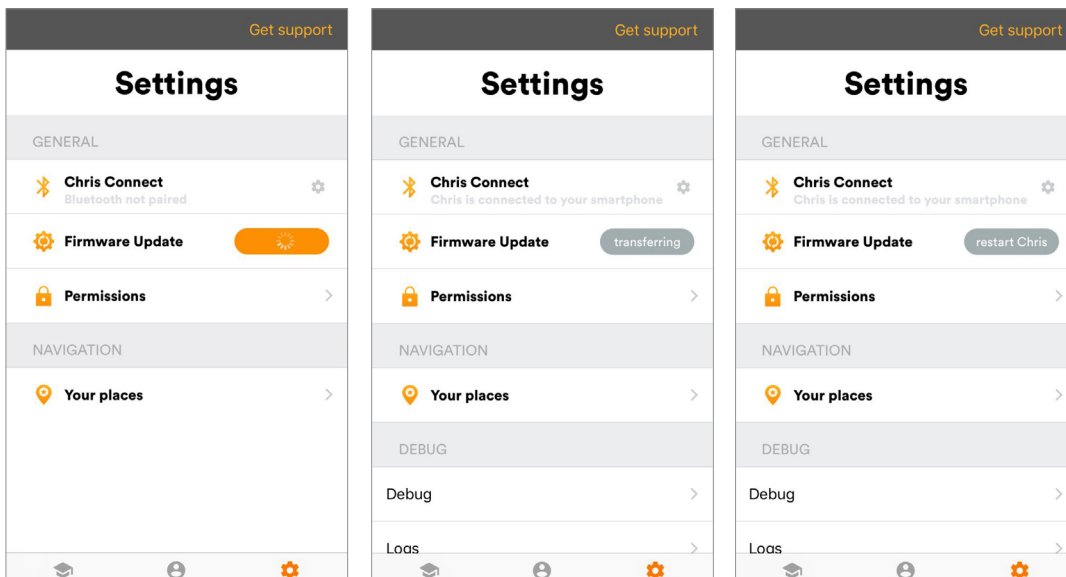 Get support
Settings
GENERAL
Chris Connect
Bluetooth not paired
Firmware Update
Permissions
NAVIGATION
Your places
Get support
Settings
GENERAL
Chris Connect
Chris is connected to your smartphone
Firmware Update transferring
Permissions
NAVIGATION
Your places
DEBUG
Debug
Logs
Get support
Settings
GENERAL
Chris Connect
Chris is connected to your smartphone
Firmware Update restart Chris
Permissions
NAVIGATION
Your places
DEBUG
Debug
Logs